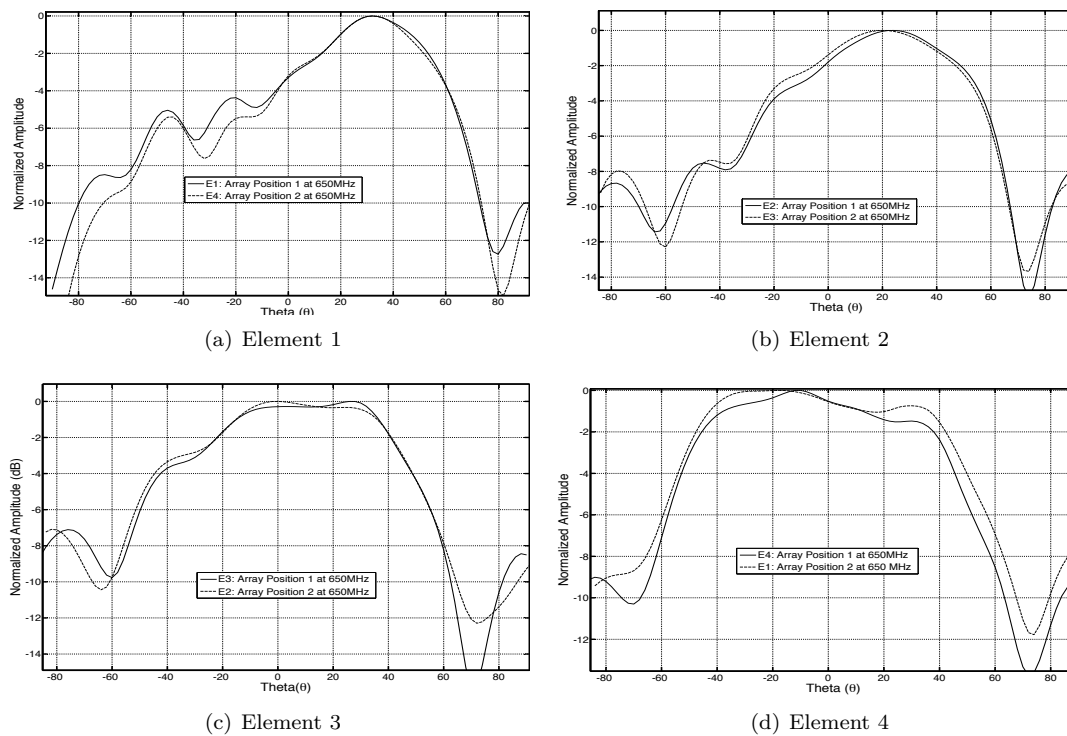 Normalized Amplitude
0
-2
-4
-6
-8
-10
-12
-14
E1: Array Position 1 at 650MHz
E4: Array Position 2 at 650MHz
-80 -60 -40 -20 0 20 40 60 80
Theta (θ)
(a) Element 1
Normalized Amplitude
0
-2
-4
-6
-8
-10
-12
-14
E2: Array Position 1 at 650MHz
E3: Array Position 2 at 650MHz
-80 -60 -40 -20 0 20 40 60 80
Theta (θ)
(b) Element 2
Normalized Amplitude (dB)
0
-2
-4
-6
-8
-10
-12
-14
E3: Array Position 1 at 650MHz
E2: Array Position 2 at 650MHz
-80 -60 -40 -20 0 20 40 60 80
Theta(θ)
(c) Element 3
Normalized Amplitude
0
-2
-4
-6
-8
-10
-12
E4: Array Position 1 at 650MHz
E1: Array Position 2 at 650 MHz
-80 -60 -40 -20 0 20 40 60 80
Theta (θ)
(d) Element 4